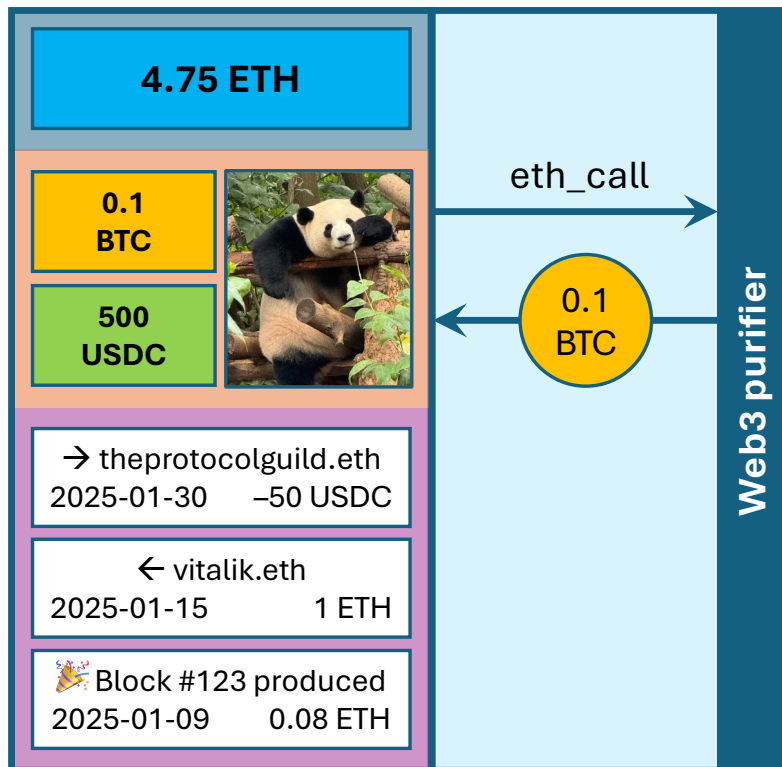 4.75 ETH
0.1
BTC
500
USDC
→ theprotocolguild.eth
2025-01-30 –50 USDC
← vitalik.eth
2025-01-15 1 ETH
🎉 Block #123 produced
2025-01-09 0.08 ETH
eth_call
0.1
BTC
Web3 purifier